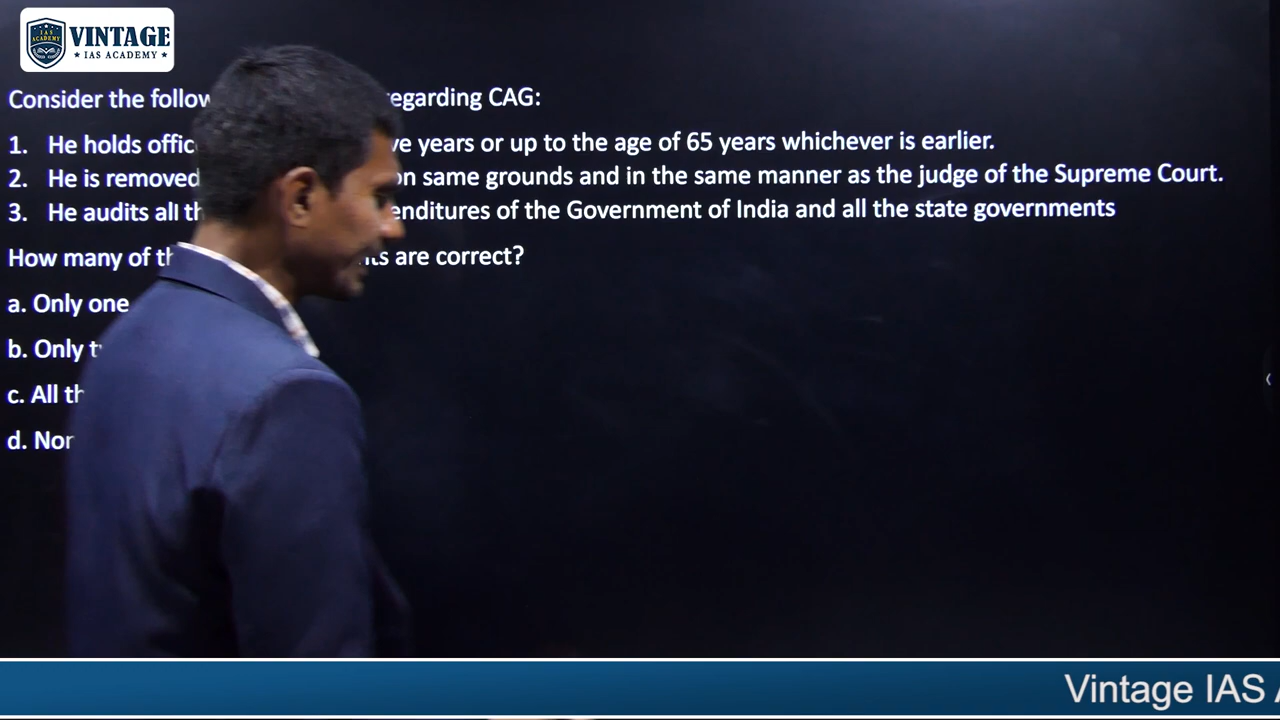 IAS
ACADEMY
VINTAGE
★ IAS ACADEMY ★
Consider the follow egarding CAG:
1. He holds offic ve years or up to the age of 65 years whichever is earlier.
2. He is removed on same grounds and in the same manner as the judge of the Supreme Court.
3. He audits all th enditures of the Government of India and all the state governments
How many of th ts are correct?
a. Only one
b. Only t
c. All th
d. Non
Vintage IAS